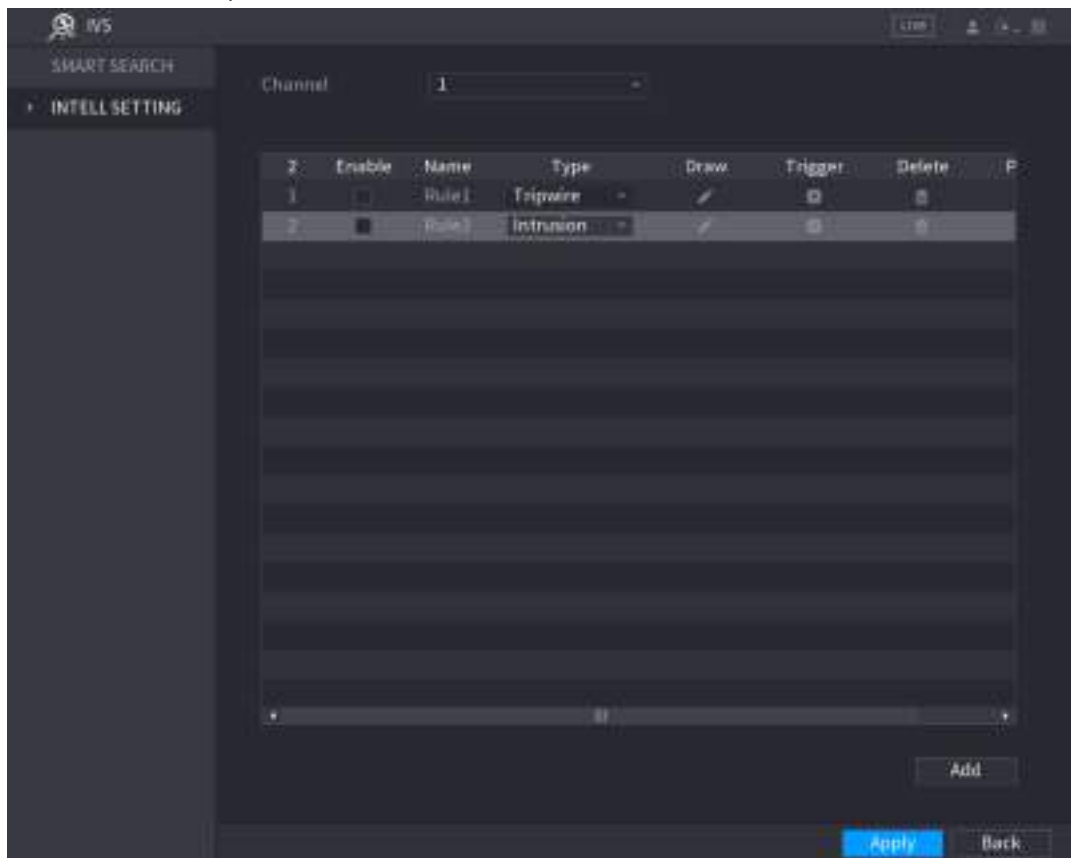 IVS
LIVE
SMART SEARCH
INTELL SETTING
Channel 1
2 Enable Name Type Draw Trigger Delete P
1 Rule1 Tripwire
2 Rule2 Intrusion
Add
Apply Back